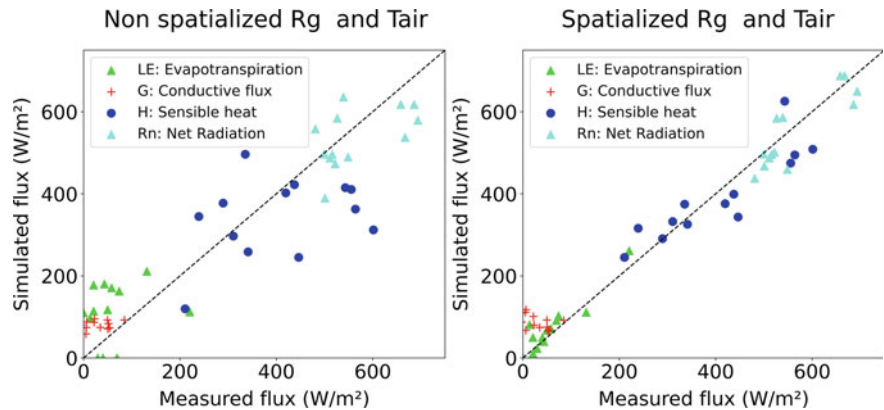 Non spatialized Rg and Tair
Spatialized Rg and Tair
LE: Evapotranspiration
G: Conductive flux
H: Sensible heat
Rn: Net Radiation
600
400
200
0
Simulated flux (W/m²)
0 200 400 600
Measured flux (W/m²)
LE: Evapotranspiration
G: Conductive flux
H: Sensible heat
Rn: Net Radiation
600
400
200
0
Simulated flux (W/m²)
0 200 400 600
Measured flux (W/m²)